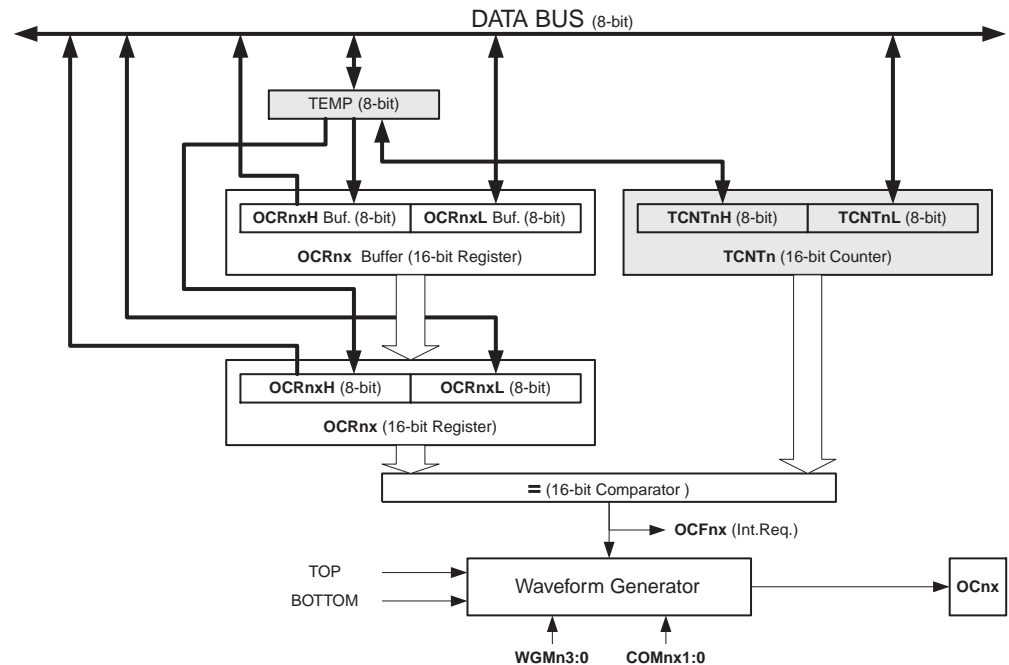 DATA BUS (8-bit)
TEMP (8-bit)
OCRnxH Buf. (8-bit) OCRnxL Buf. (8-bit)
OCRnx Buffer (16-bit Register)
TCNTnH (8-bit) TCNTnL (8-bit)
TCNTn (16-bit Counter)
OCRnxH (8-bit) OCRnxL (8-bit)
OCRnx (16-bit Register)
= (16-bit Comparator )
OCFnx (Int.Req.)
TOP
BOTTOM
Waveform Generator
OCnx
WGMn3:0 COMnx1:0